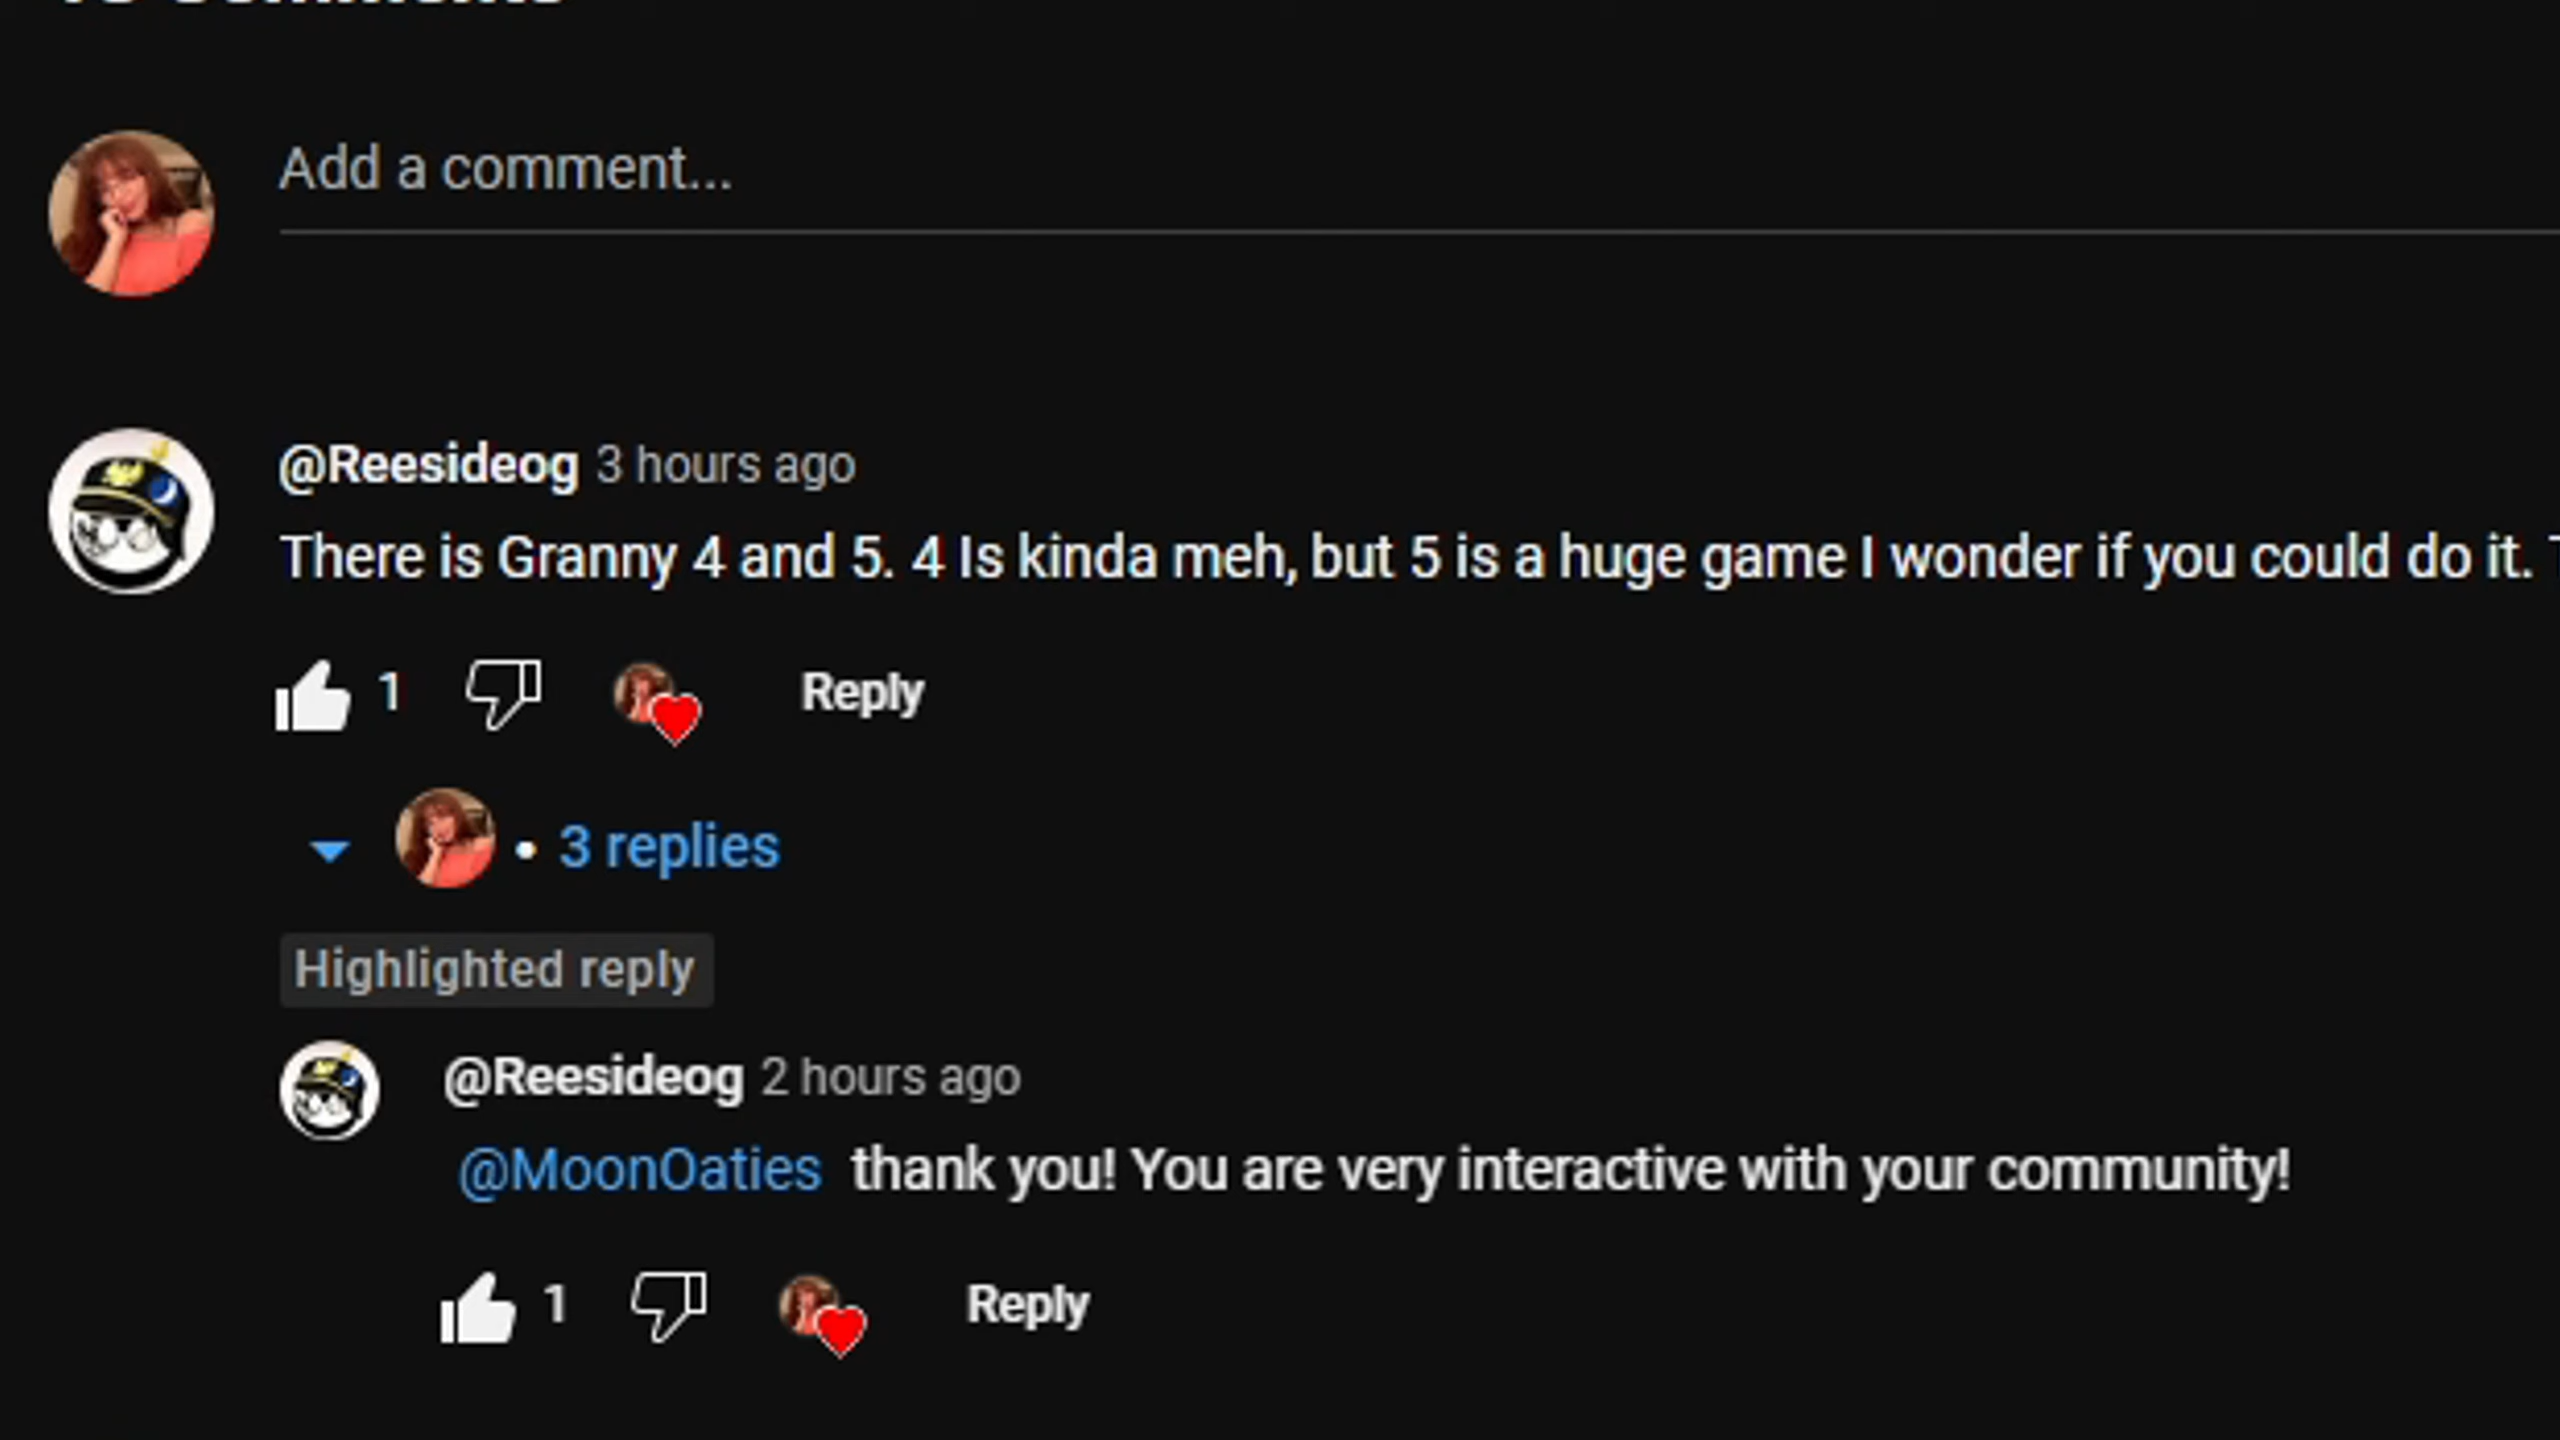 Add a comment...
@Reesideog 3 hours ago
There is Granny 4 and 5. 4 Is kinda meh, but 5 is a huge game I wonder if you could do it.
1 Reply
• 3 replies
Highlighted reply
@Reesideog 2 hours ago
@MoonOaties thank you! You are very interactive with your community!
1 Reply